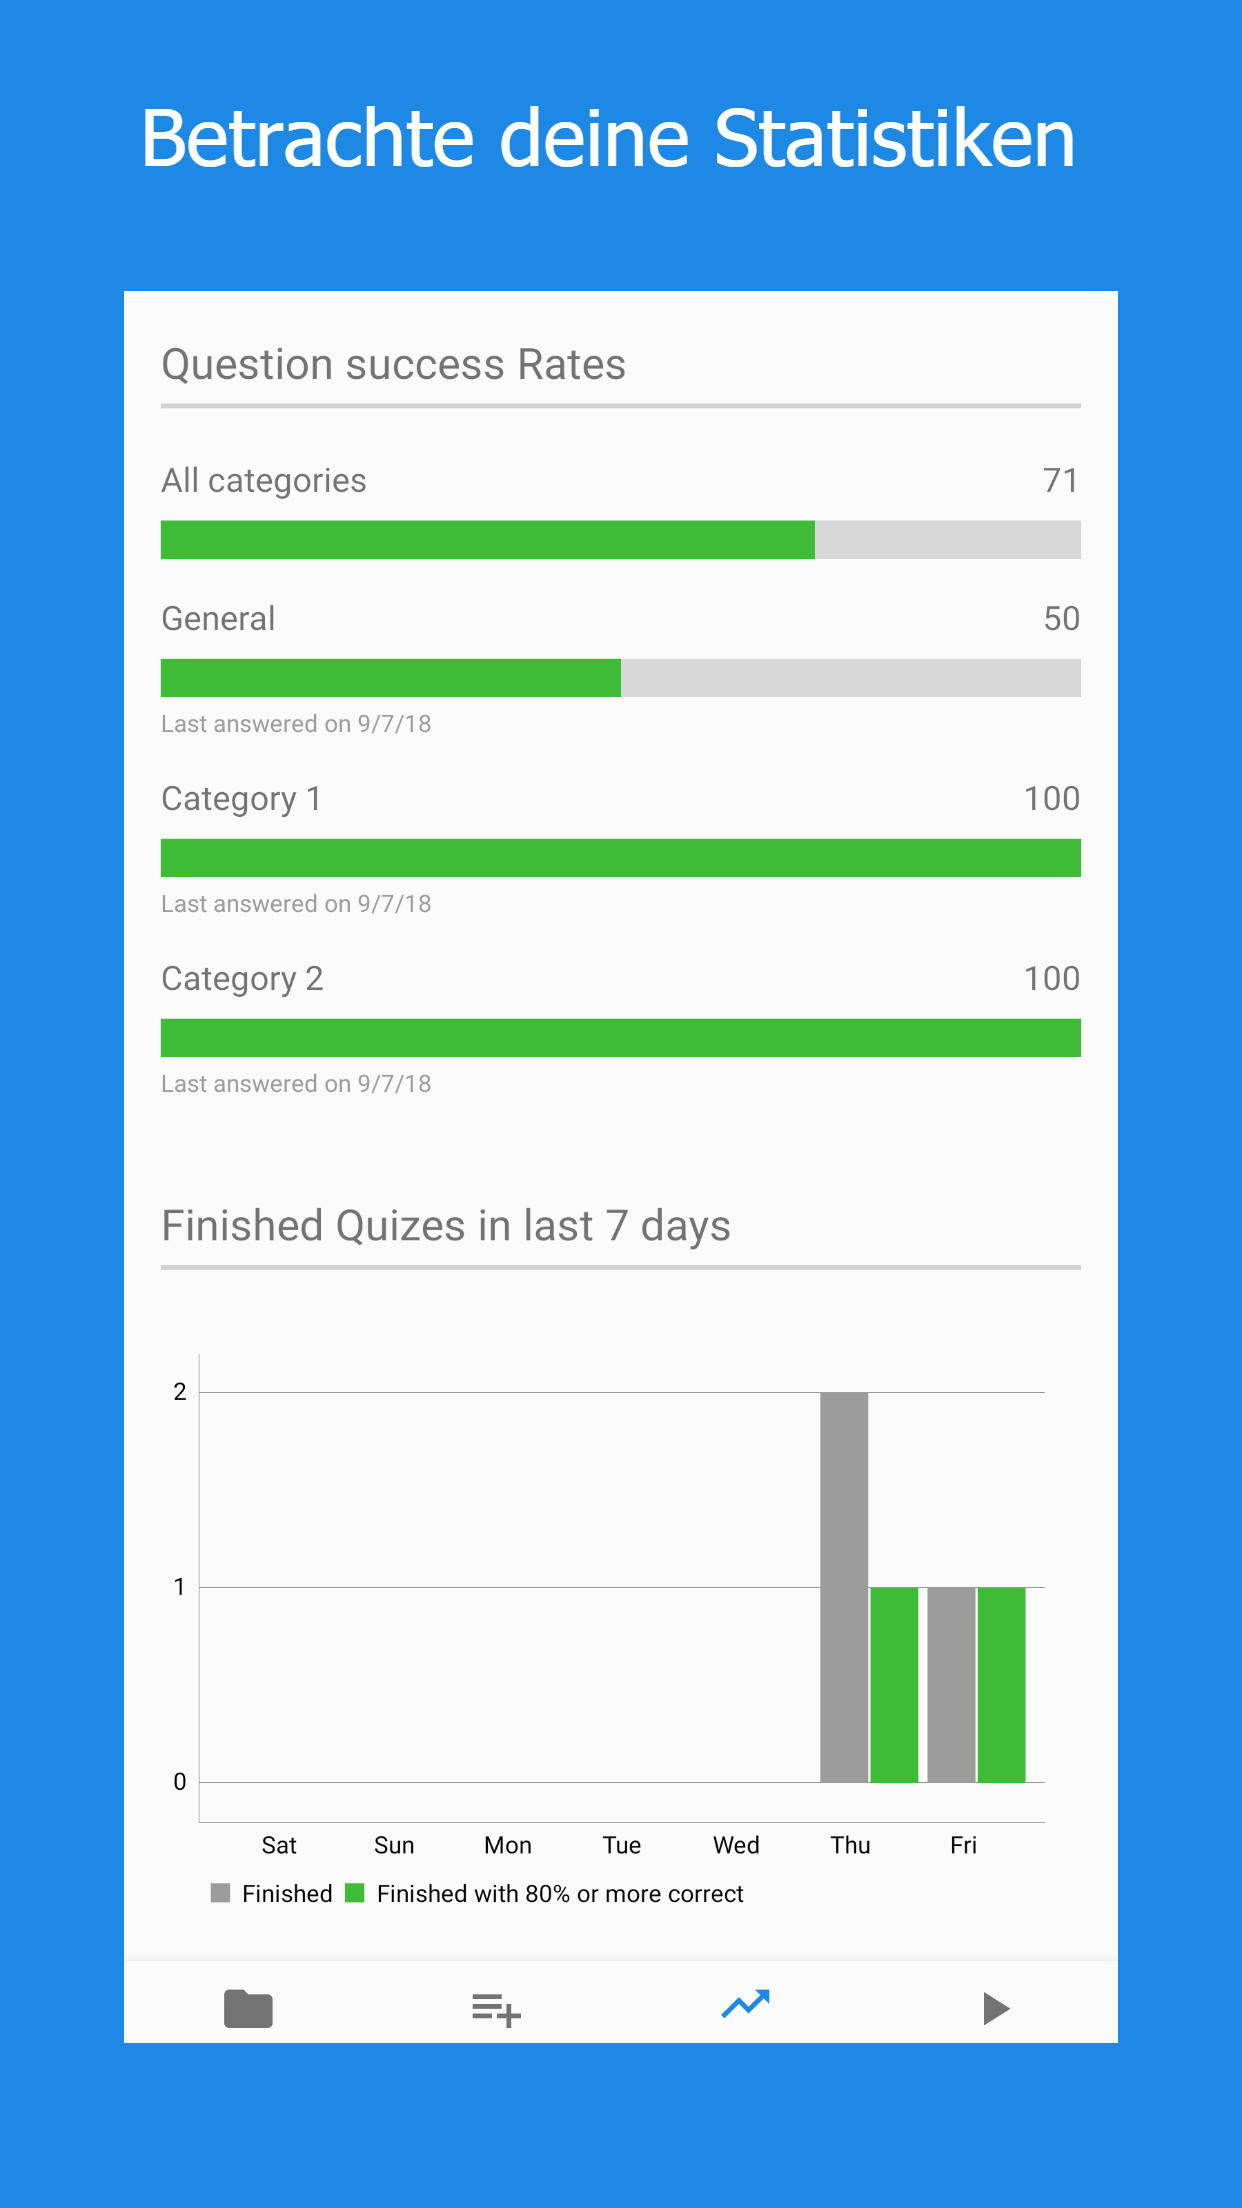 Betrachte deine Statistiken
Question success Rates
All categories 71
General 50
Last answered on 9/7/18
Category 1 100
Last answered on 9/7/18
Category 2 100
Last answered on 9/7/18
Finished Quizes in last 7 days
2
1
0
Sat Sun Mon Tue Wed Thu Fri
Finished Finished with 80% or more correct